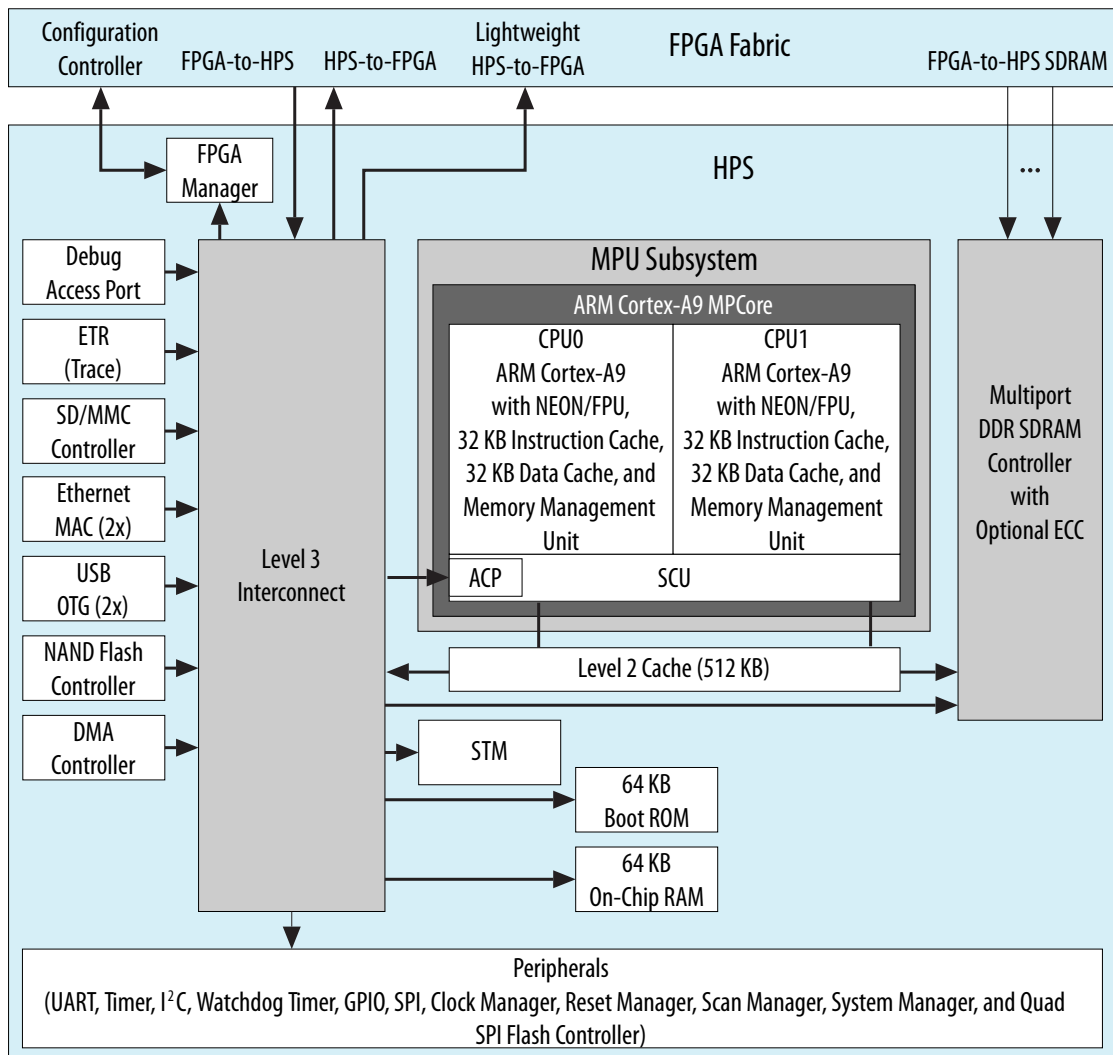 Configuration
Controller
FPGA-to-HPS
HPS-to-FPGA
Lightweight
HPS-to-FPGA
FPGA Fabric
FPGA-to-HPS SDRAM
HPS
FPGA
Manager
...
Debug
Access Port
ETR
(Trace)
SD/MMC
Controller
Ethernet
MAC (2x)
USB
OTG (2x)
NAND Flash
Controller
DMA
Controller
Level 3
Interconnect
MPU Subsystem
ARM Cortex-A9 MPCore
CPU0
ARM Cortex-A9
with NEON/FPU,
32 KB Instruction Cache,
32 KB Data Cache, and
Memory Management
Unit
CPU1
ARM Cortex-A9
with NEON/FPU,
32 KB Instruction Cache,
32 KB Data Cache, and
Memory Management
Unit
ACP
SCU
Level 2 Cache (512 KB)
Multiport
DDR SDRAM
Controller
with
Optional ECC
STM
64 KB
Boot ROM
64 KB
On-Chip RAM
Peripherals
(UART, Timer, I²C, Watchdog Timer, GPIO, SPI, Clock Manager, Reset Manager, Scan Manager, System Manager, and Quad
SPI Flash Controller)